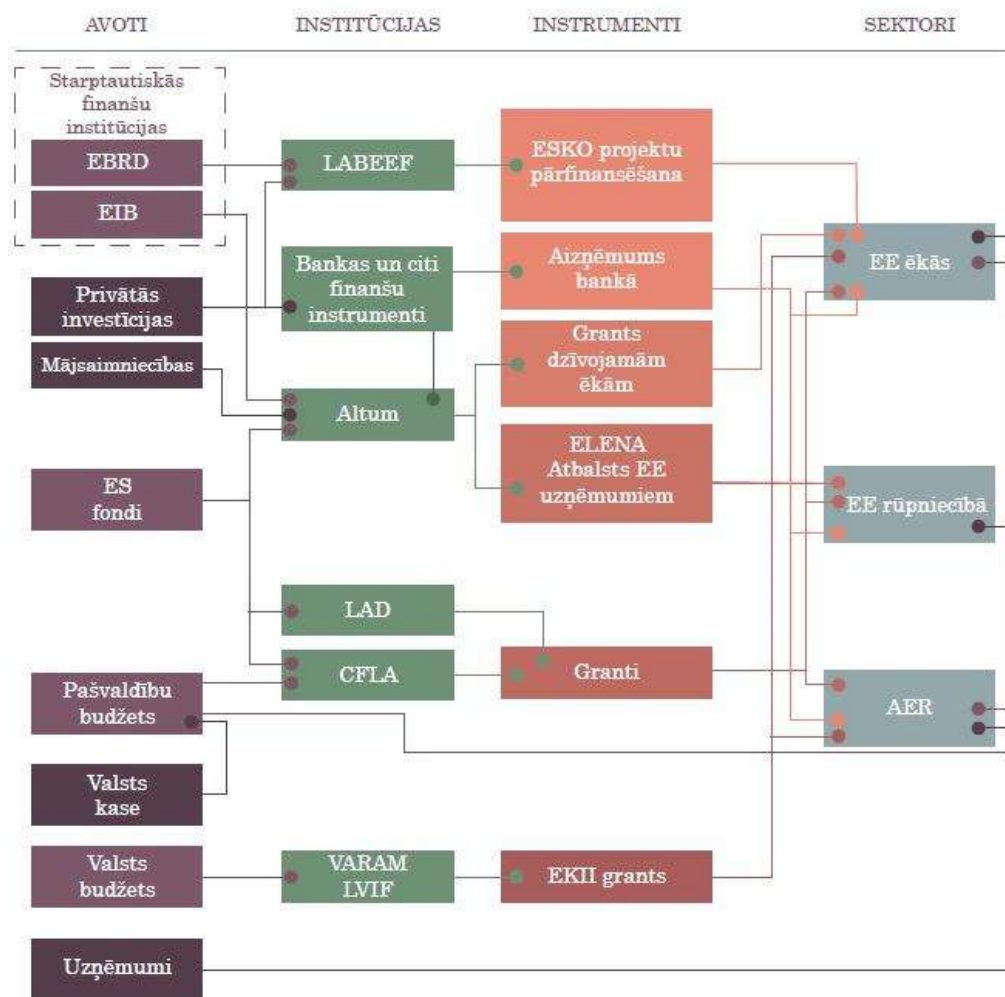 AVOTI
INSTITŪCIJAS
INSTRUMENTI
SEKTORI
Starptautiskās
finanšu
institūcijas
EBRD
EIB
Privātās
investīcijas
Mājsaimniecības
ES
fondi
Pašvaldību
budžets
Valsts
kase
Valsts
budžets
Uzņēmumi
LABEEF
Bankas un citi
finanšu
instrumenti
Altum
LAD
CFLA
VARAM
LVIF
ESKO projektu
pārfinansēšana
Aizņēmums
bankā
Grants
dzīvojamām
ēkām
ELENA
Atbalsts EE
uzņēmumiem
Granti
EKII grants
EE ēkās
EE rūpniecībā
AER